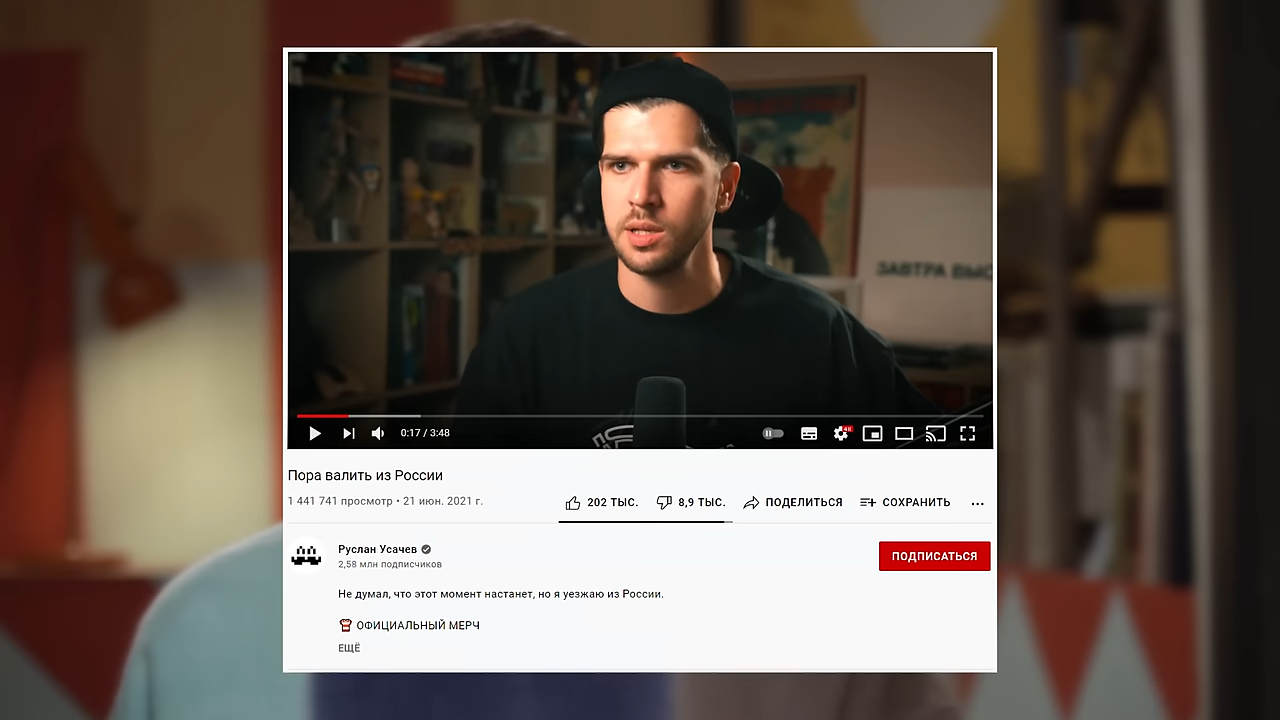 ЗАВТРА
0:17 / 3:48
4K
Пора валить из России
1 441 741 просмотр • 21 июн. 2021 г.
202 ТЫС.
8,9 ТЫС.
ПОДЕЛИТЬСЯ
СОХРАНИТЬ
Руслан Усачев
2,58 млн подписчиков
ПОДПИСАТЬСЯ
Не думал, что этот момент настанет, но я уезжаю из России.
ОФИЦИАЛЬНЫЙ МЕРЧ
ЕЩЁ